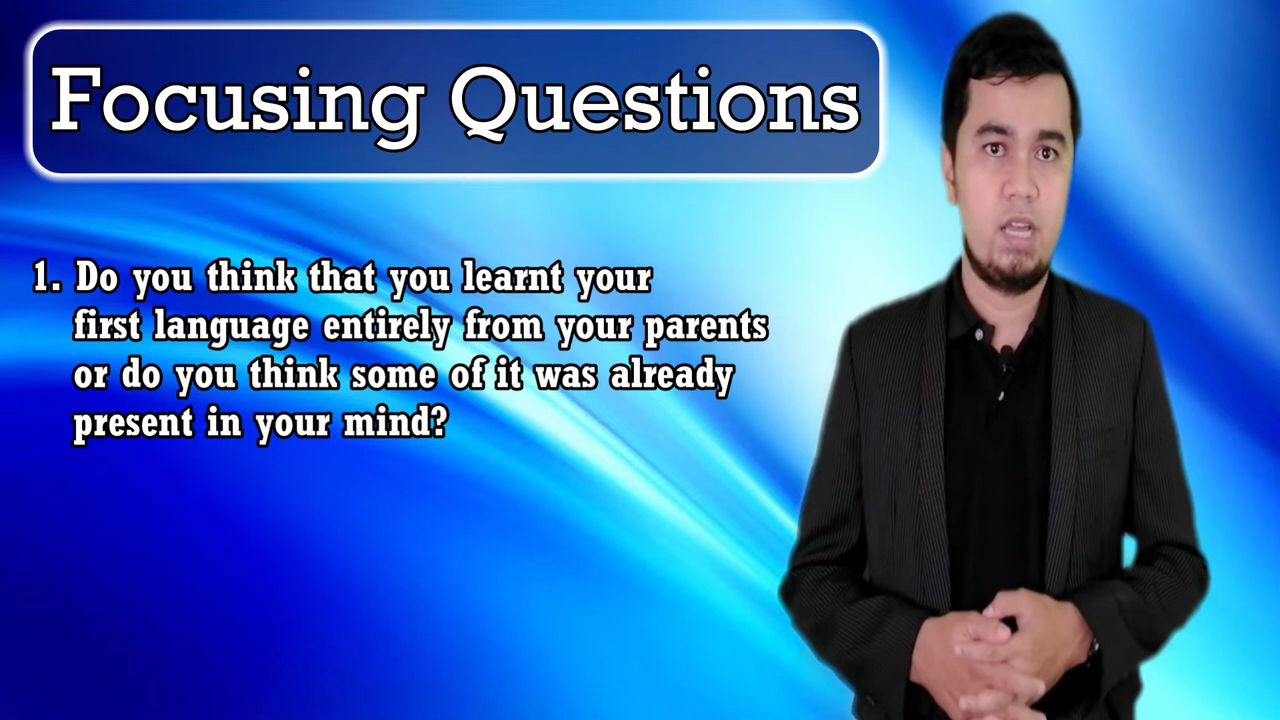 Focusing Questions
1. Do you think that you learnt your
first language entirely from your parents
or do you think some of it was already
present in your mind?